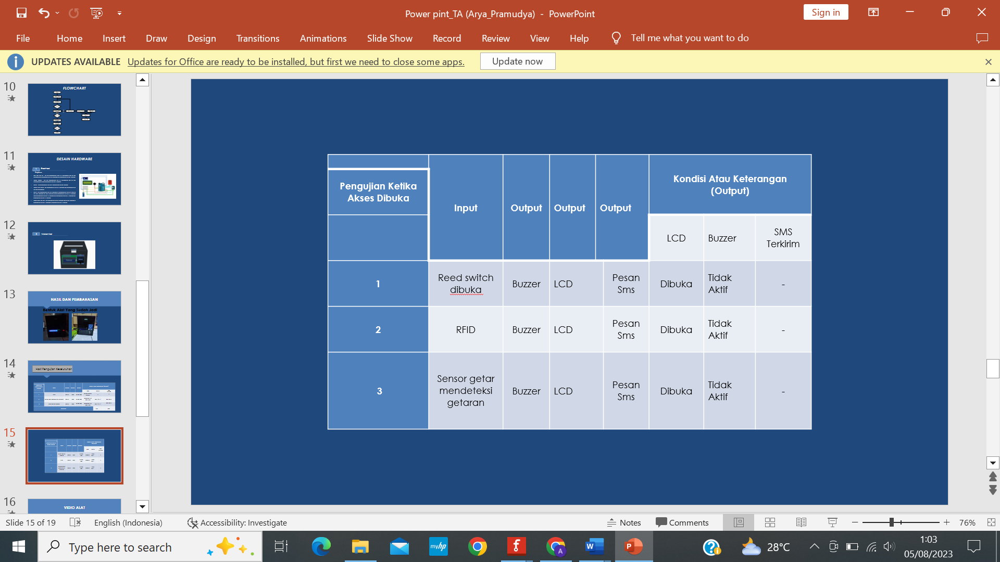 Power pint_TA (Arya_Pramudya) - PowerPoint
Sign in
File Home Insert Draw Design Transitions Animations Slide Show Record Review View Help Tell me what you want to do
UPDATES AVAILABLE Updates for Office are ready to be installed, but first we need to close some apps. Update now
10
FLOWCHART
11
DESAIN HARDWARE
12
13
HASIL DAN PEMBAHASAN
Bentuk Alat Yang Sudah Jadi
14
Hasil Pengujian Keseluruhan
15
16
VIDIO ALAT
Pengujian Ketika
Akses Dibuka
Input
Output
Output
Output
Kondisi Atau Keterangan
(Output)
LCD
Buzzer
SMS
Terkirim
1
Reed switch
dibuka
Buzzer
LCD
Pesan
Sms
Dibuka
Tidak
Aktif
-
2
RFID
Buzzer
LCD
Pesan
Sms
Dibuka
Tidak
Aktif
-
3
Sensor getar
mendeteksi
getaran
Buzzer
LCD
Pesan
Sms
Dibuka
Tidak
Aktif
-
Slide 15 of 19 English (Indonesia) Accessibility: Investigate Notes Comments 76%
Type here to search
myhp
28°C
1:03
05/08/2023